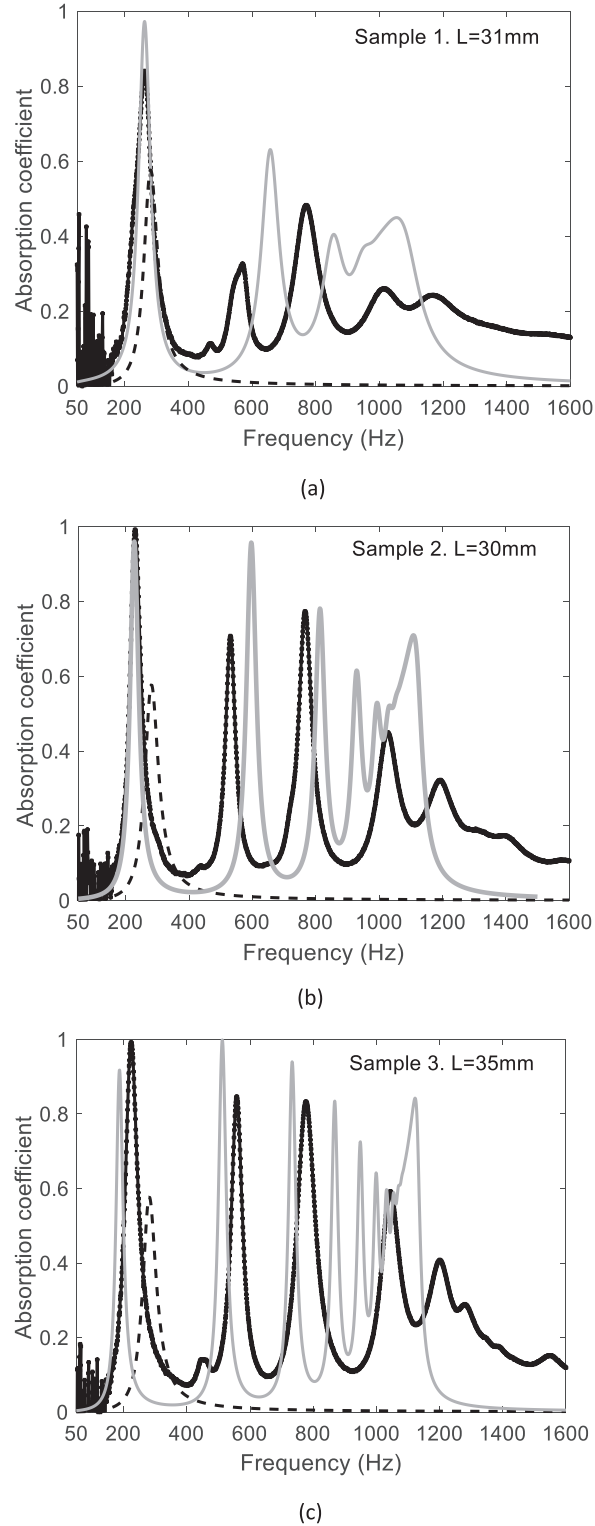 1
Sample 1. L=31mm
0.8
0.6
0.4
0.2
0
Absorption coefficient
50 200 400 600 800 1000 1200 1400 1600
Frequency (Hz)
(a)
1
Sample 2. L=30mm
0.8
0.6
0.4
0.2
0
Absorption coefficient
50 200 400 600 800 1000 1200 1400 1600
Frequency (Hz)
(b)
1
Sample 3. L=35mm
0.8
0.6
0.4
0.2
0
Absorption coefficient
50 200 400 600 800 1000 1200 1400 1600
Frequency (Hz)
(c)